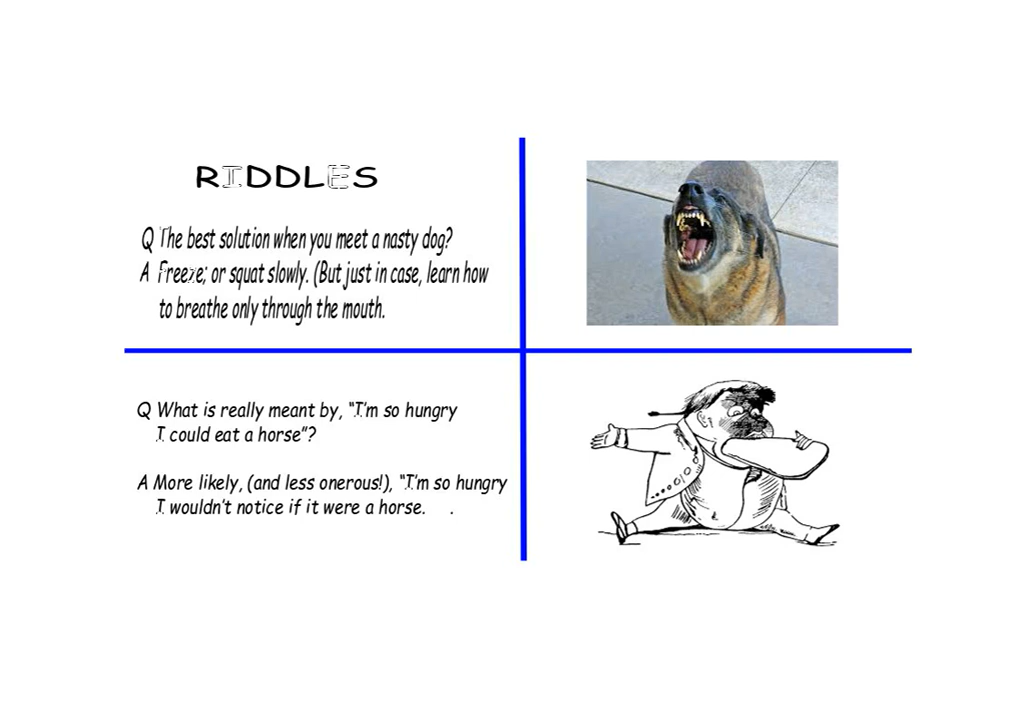 RIDDLES
Q The best solution when you meet a nasty dog?
A Freeze; or squat slowly. (But just in case, learn how
to breathe only through the mouth.
Q What is really meant by, “I’m so hungry
I could eat a horse”?
A More likely, (and less onerous!), “I’m so hungry
I wouldn’t notice if it were a horse. .